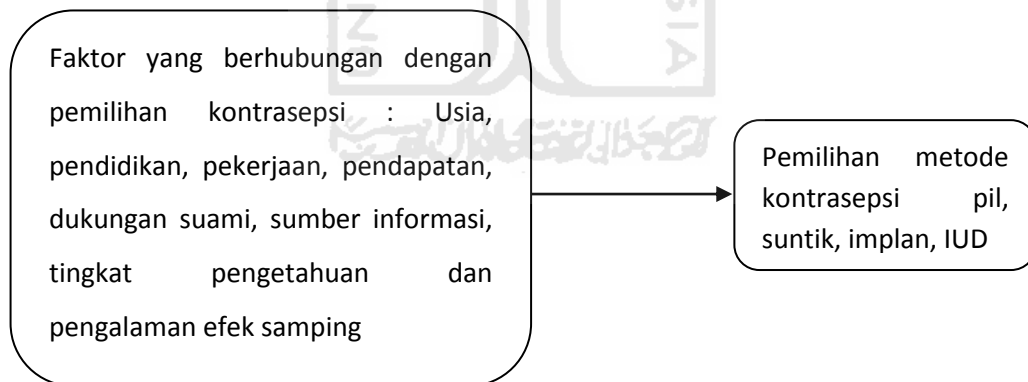 Faktor yang berhubungan dengan
pemilihan kontrasepsi : Usia,
pendidikan, pekerjaan, pendapatan,
dukungan suami, sumber informasi,
tingkat pengetahuan dan
pengalaman efek samping
Pemilihan metode
kontrasepsi pil,
suntik, implan, IUD